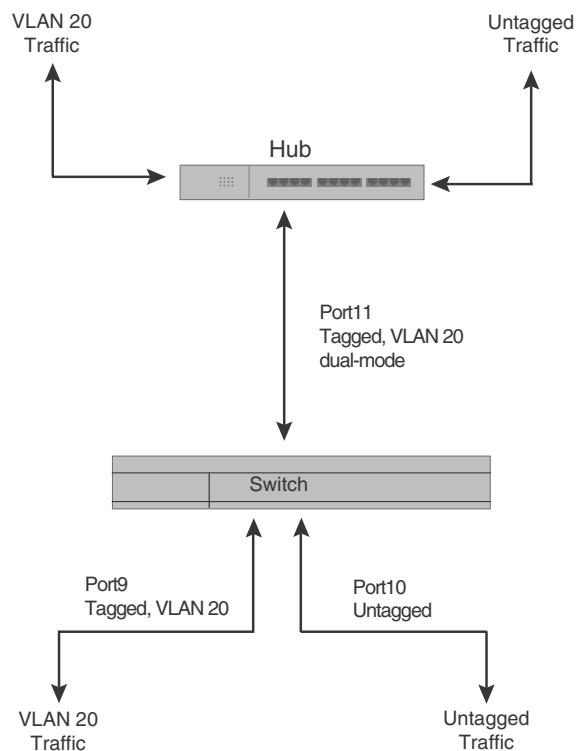 VLAN 20
Traffic
Untagged
Traffic
Hub
Port11
Tagged, VLAN 20
dual-mode
Switch
Port9
Tagged, VLAN 20
Port10
Untagged
VLAN 20
Traffic
Untagged
Traffic